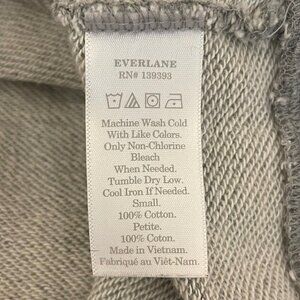 EVERLANE
RN# 139393
Machine Wash Cold
With Like Colors.
Only Non-Chlorine
Bleach
When Needed.
Tumble Dry Low.
Cool Iron If Needed.
Small.
100% Cotton.
Petite.
100% Coton.
Made in Vietnam.
Fabriqué au Viêt-Nam.